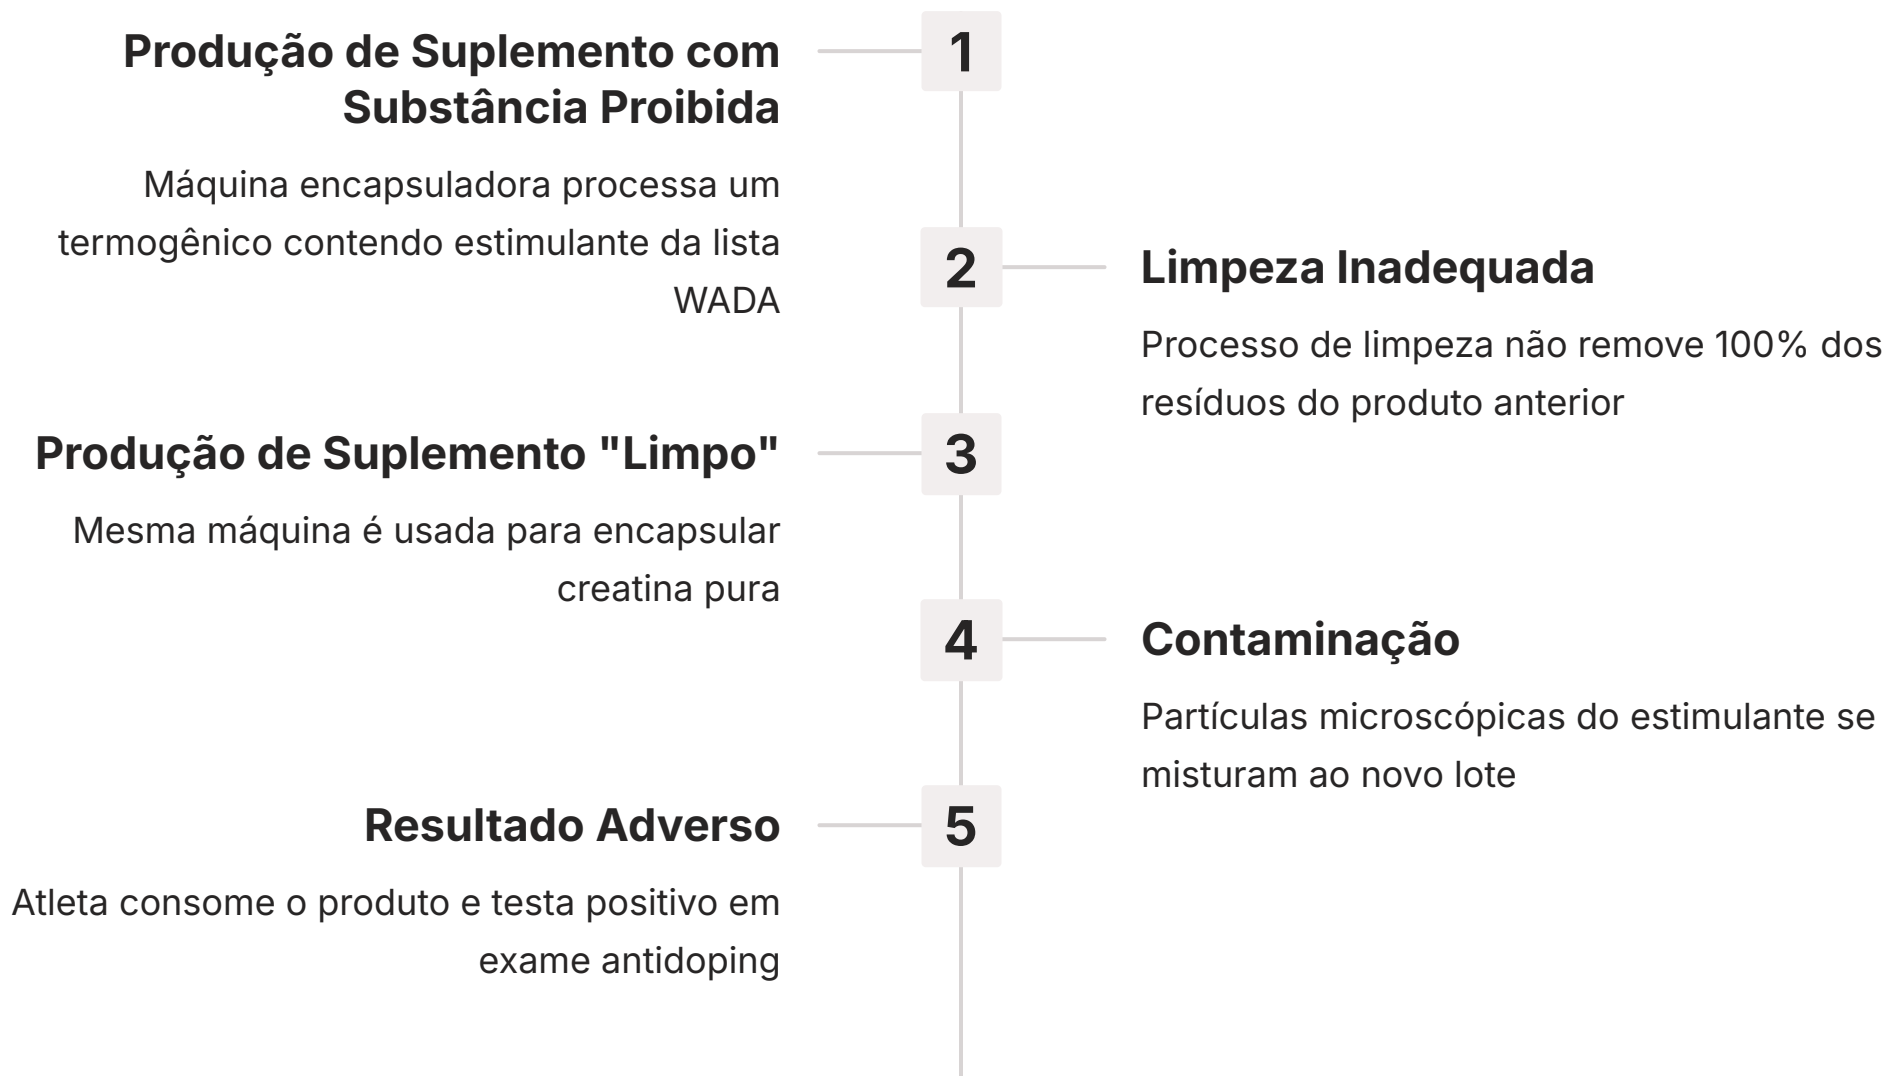 1
Produção de Suplemento com
Substância Proibida
Máquina encapsuladora processa um
termogênico contendo estimulante da lista
WADA
2
Limpeza Inadequada
Processo de limpeza não remove 100% dos
resíduos do produto anterior
3
Produção de Suplemento "Limpo"
Mesma máquina é usada para encapsular
creatina pura
4
Contaminação
Partículas microscópicas do estimulante se
misturam ao novo lote
5
Resultado Adverso
Atleta consome o produto e testa positivo em
exame antidoping